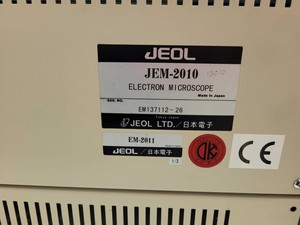 JEOL
JEM-2010
ELECTRON MICROSCOPE
Made in Japan
SER. NO.
EM137112-26
Tokyo Japan
JEOL LTD./日本電子
EM-2011
JEOL/日本電子
1/3
CE